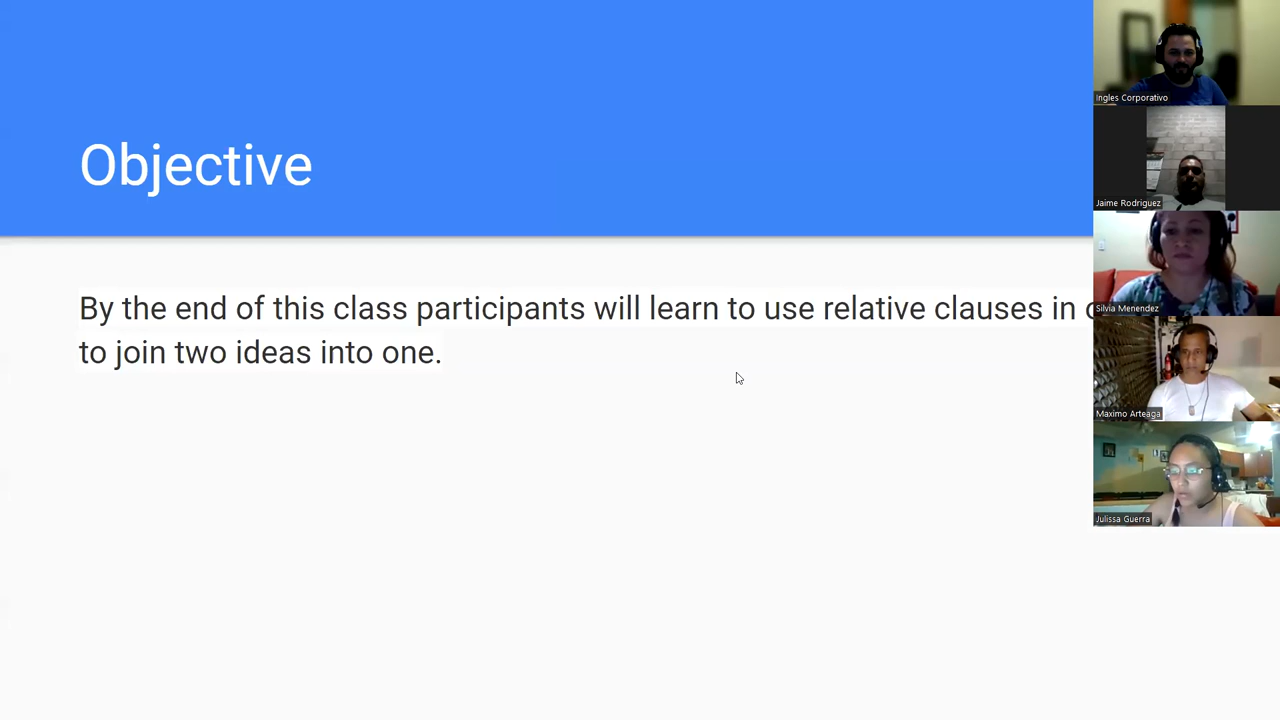 Objective
By the end of this class participants will learn to use relative clauses in
to join two ideas into one.
Ingles Corporativo
Jaime Rodriguez
Silvia Menendez
Maximo Arteaga
Julissa Guerra